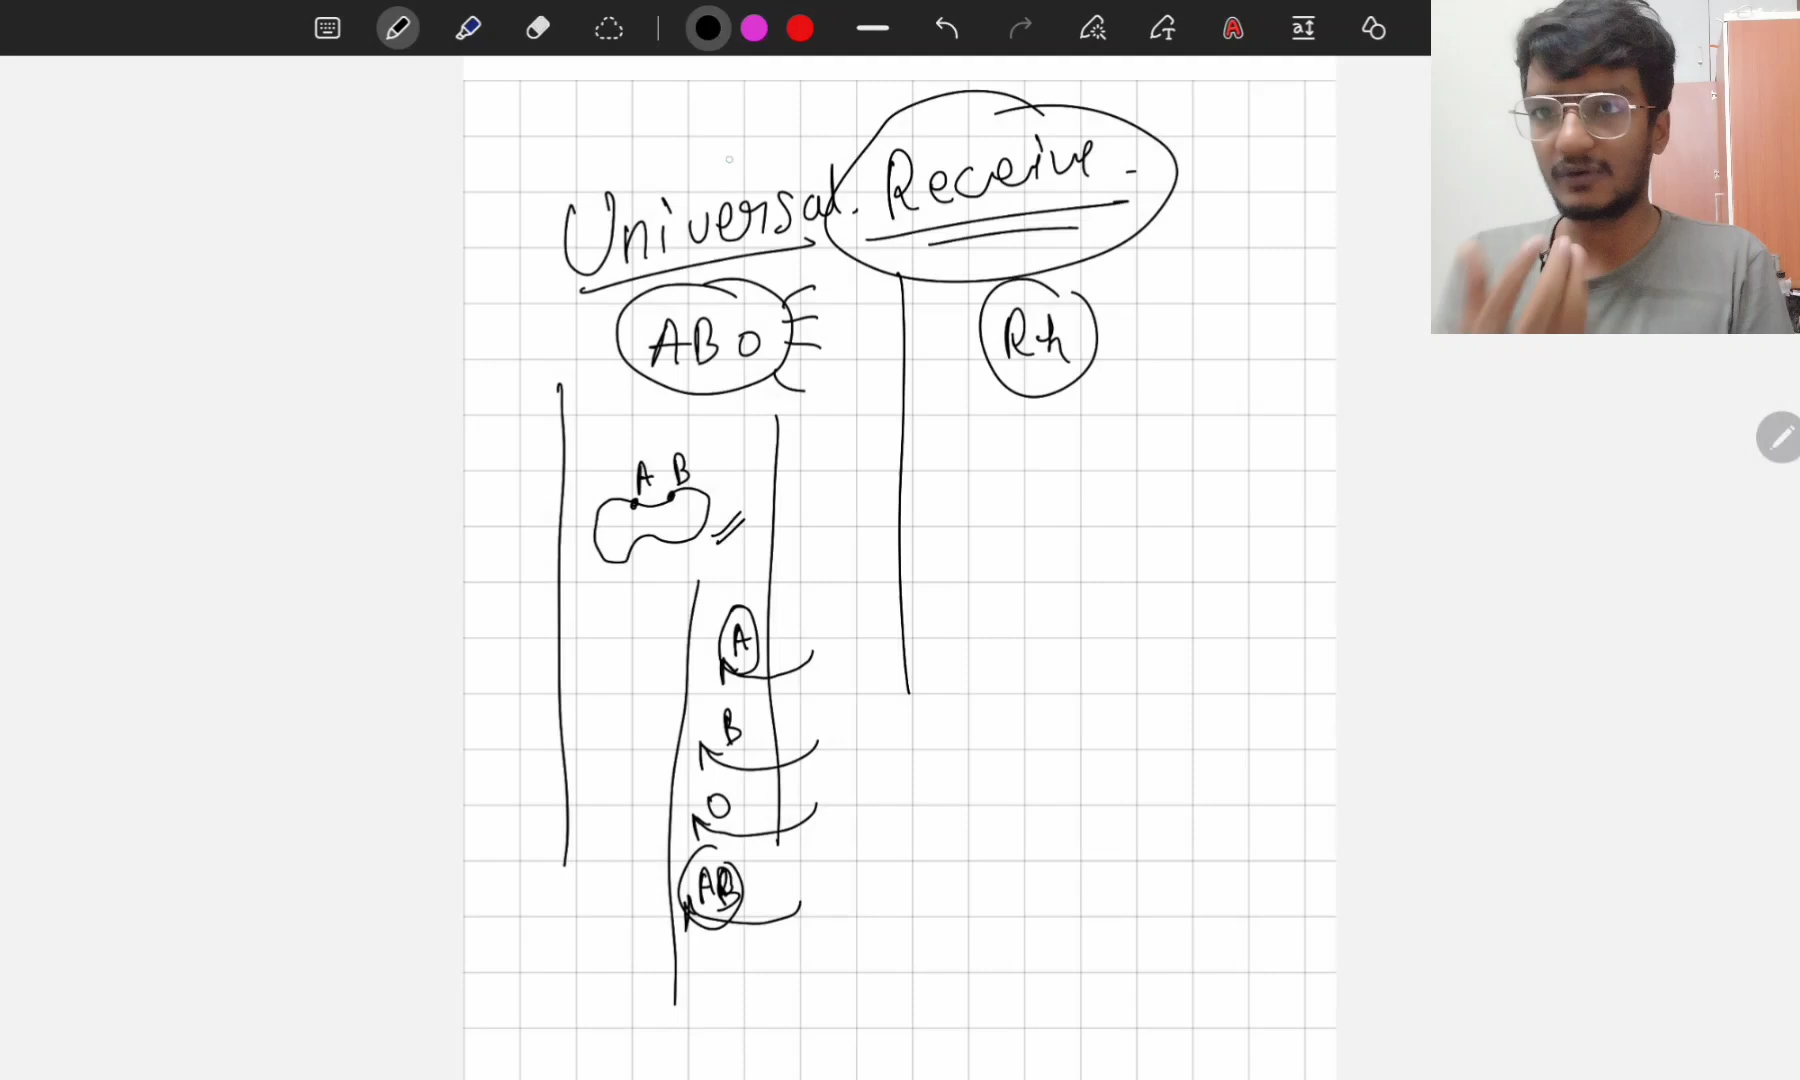 Universal. Receive -
ABO
Rh
A B
A
B
O
AB